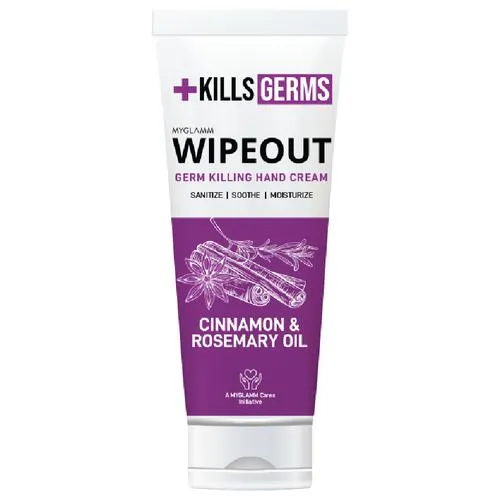 +KILLS GERMS
MYGLAMM
WIPEOUT
GERM KILLING HAND CREAM
SANITIZE | SOOTHE | MOISTURIZE
CINNAMON &
ROSEMARY OIL
A MYGLAMM Cares
Initiative